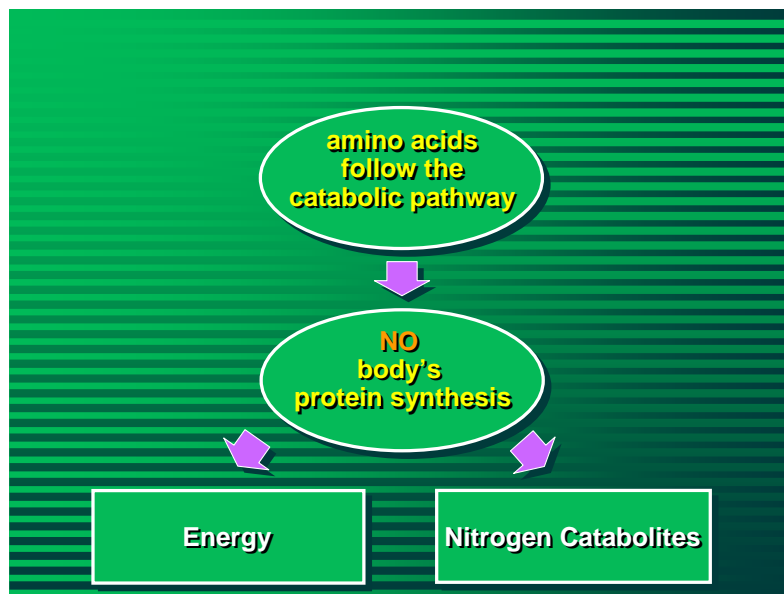 amino acids
follow the
catabolic pathway
NO
body’s
protein synthesis
Energy
Nitrogen Catabolites